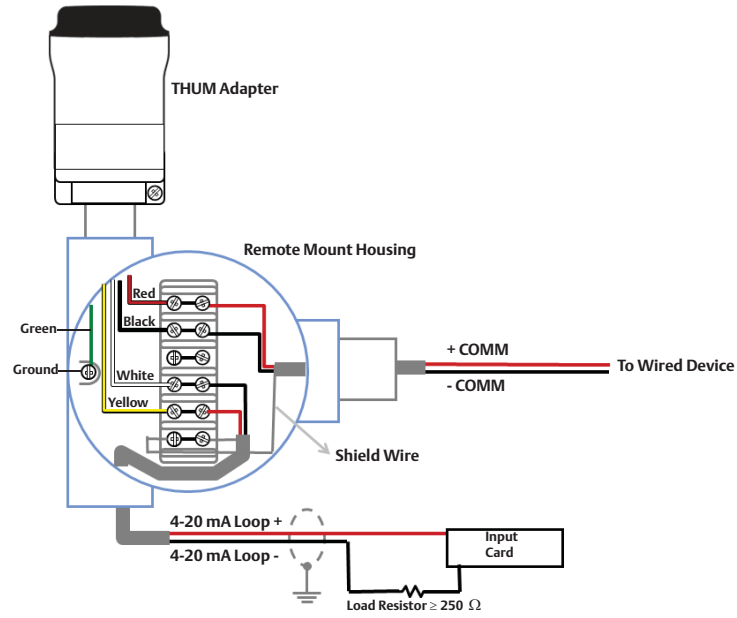 THUM Adapter
Remote Mount Housing
Red
Black
Green
Ground
White
Yellow
+ COMM
- COMM
To Wired Device
Shield Wire
4-20 mA Loop +
4-20 mA Loop -
Input
Card
Load Resistor ≥ 250 Ω